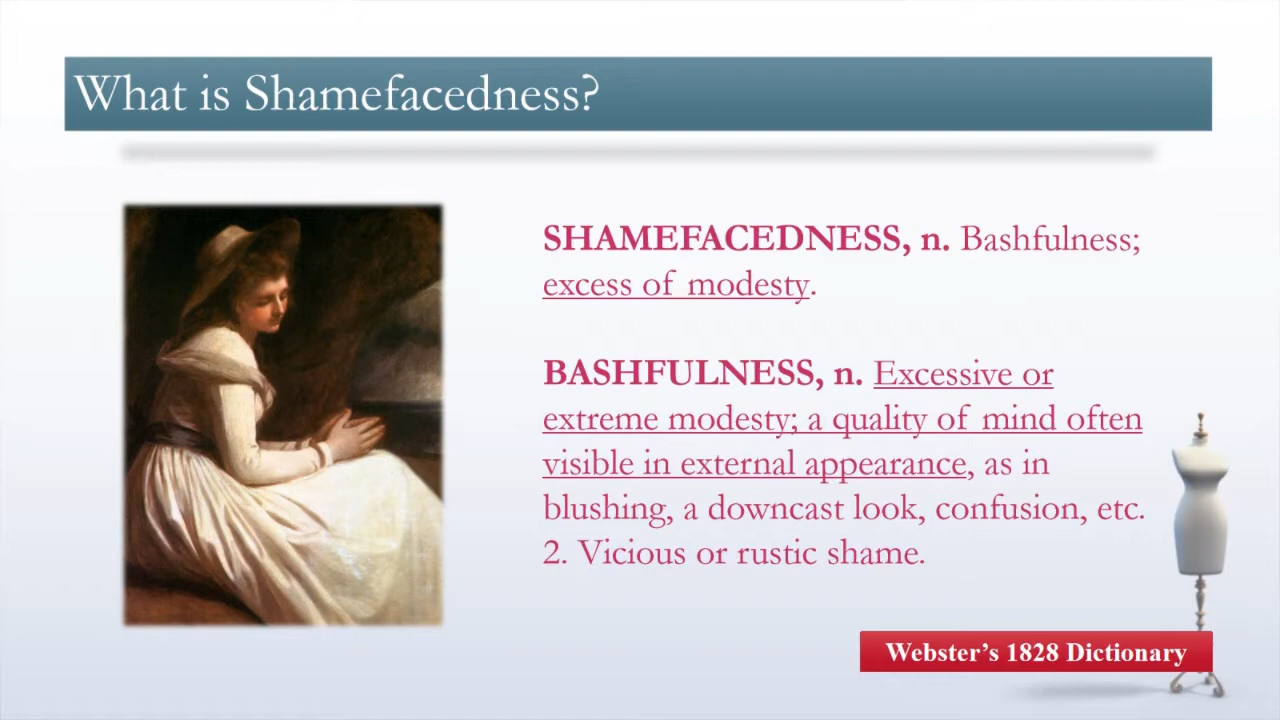 What is Shamefacedness?
SHAMEFACEDNESS, n. Bashfulness;
excess of modesty.
BASHFULNESS, n. Excessive or
extreme modesty; a quality of mind often
visible in external appearance, as in
blushing, a downcast look, confusion, etc.
2. Vicious or rustic shame.
Webster’s 1828 Dictionary